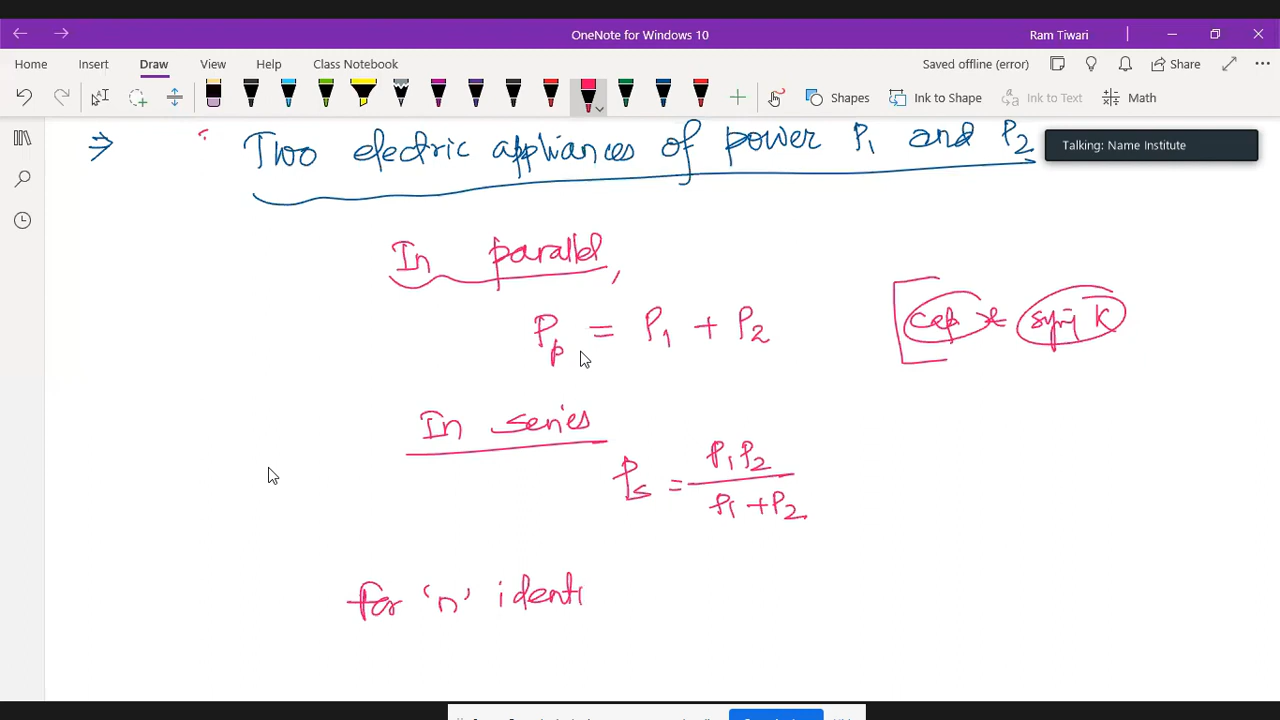 OneNote for Windows 10
Ram Tiwari
Home Insert Draw View Help Class Notebook
Saved offline (error) Share
Shapes Ink to Shape Ink to Text Math
⇒ Two electric appliances of power P₁ and P₂
Talking: Name Institute
In parallel,
Pₚ = P₁ + P₂
cap *
In series
Pₛ = P₁P₂ / P₁ + P₂
for 'n' identi